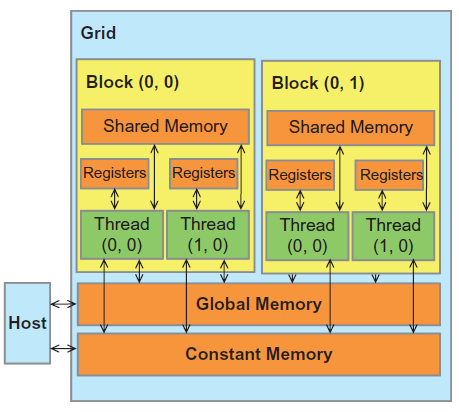 Grid
Block (0, 0)
Shared Memory
Registers
Registers
Thread
(0, 0)
Thread
(1, 0)
Block (0, 1)
Shared Memory
Registers
Registers
Thread
(0, 0)
Thread
(1, 0)
Host
Global Memory
Constant Memory